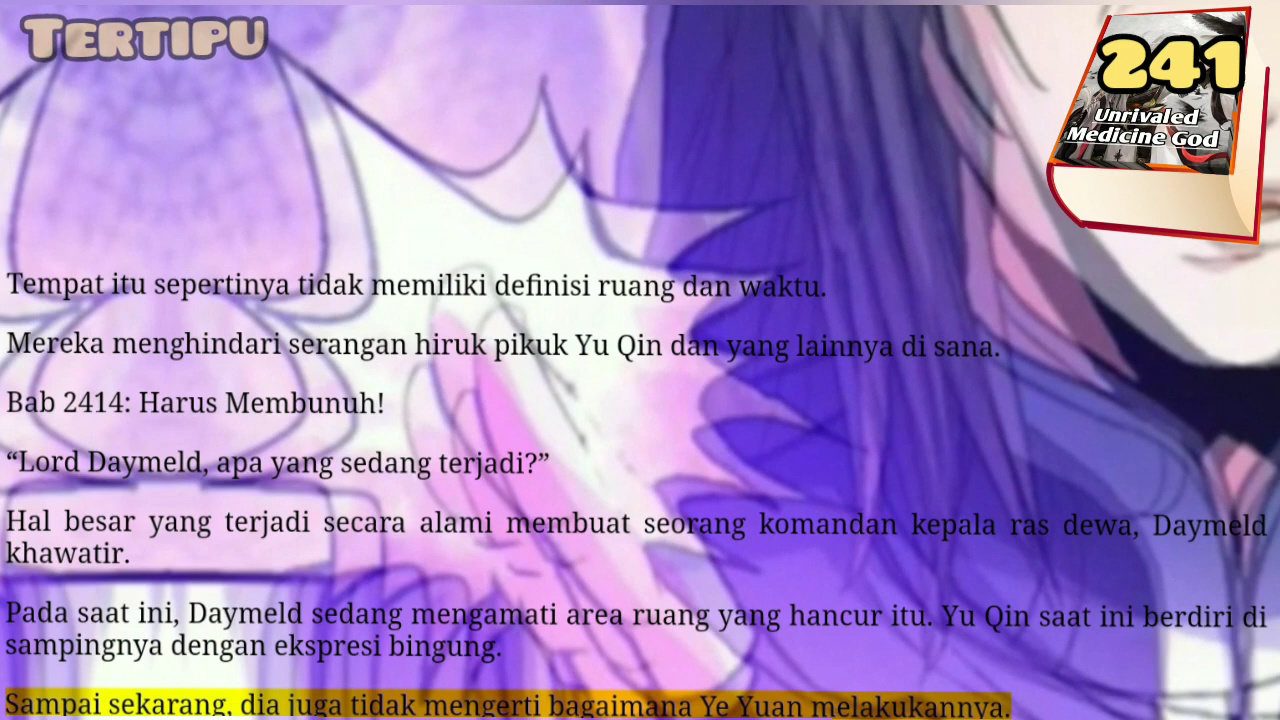 TERTIPU
241
Unrivaled
Medicine God
Tempat itu sepertinya tidak memiliki definisi ruang dan waktu.
Mereka menghindari serangan hiruk pikuk Yu Qin dan yang lainnya di sana.
Bab 2414: Harus Membunuh!
“Lord Daymeld, apa yang sedang terjadi?”
Hal besar yang terjadi secara alami membuat seorang komandan kepala ras dewa, Daymeld
khawatir.
Pada saat ini, Daymeld sedang mengamati area ruang yang hancur itu. Yu Qin saat ini berdiri di
sampingnya dengan ekspresi bingung.
Sampai sekarang, dia juga tidak mengerti bagaimana Ye Yuan melakukannya.